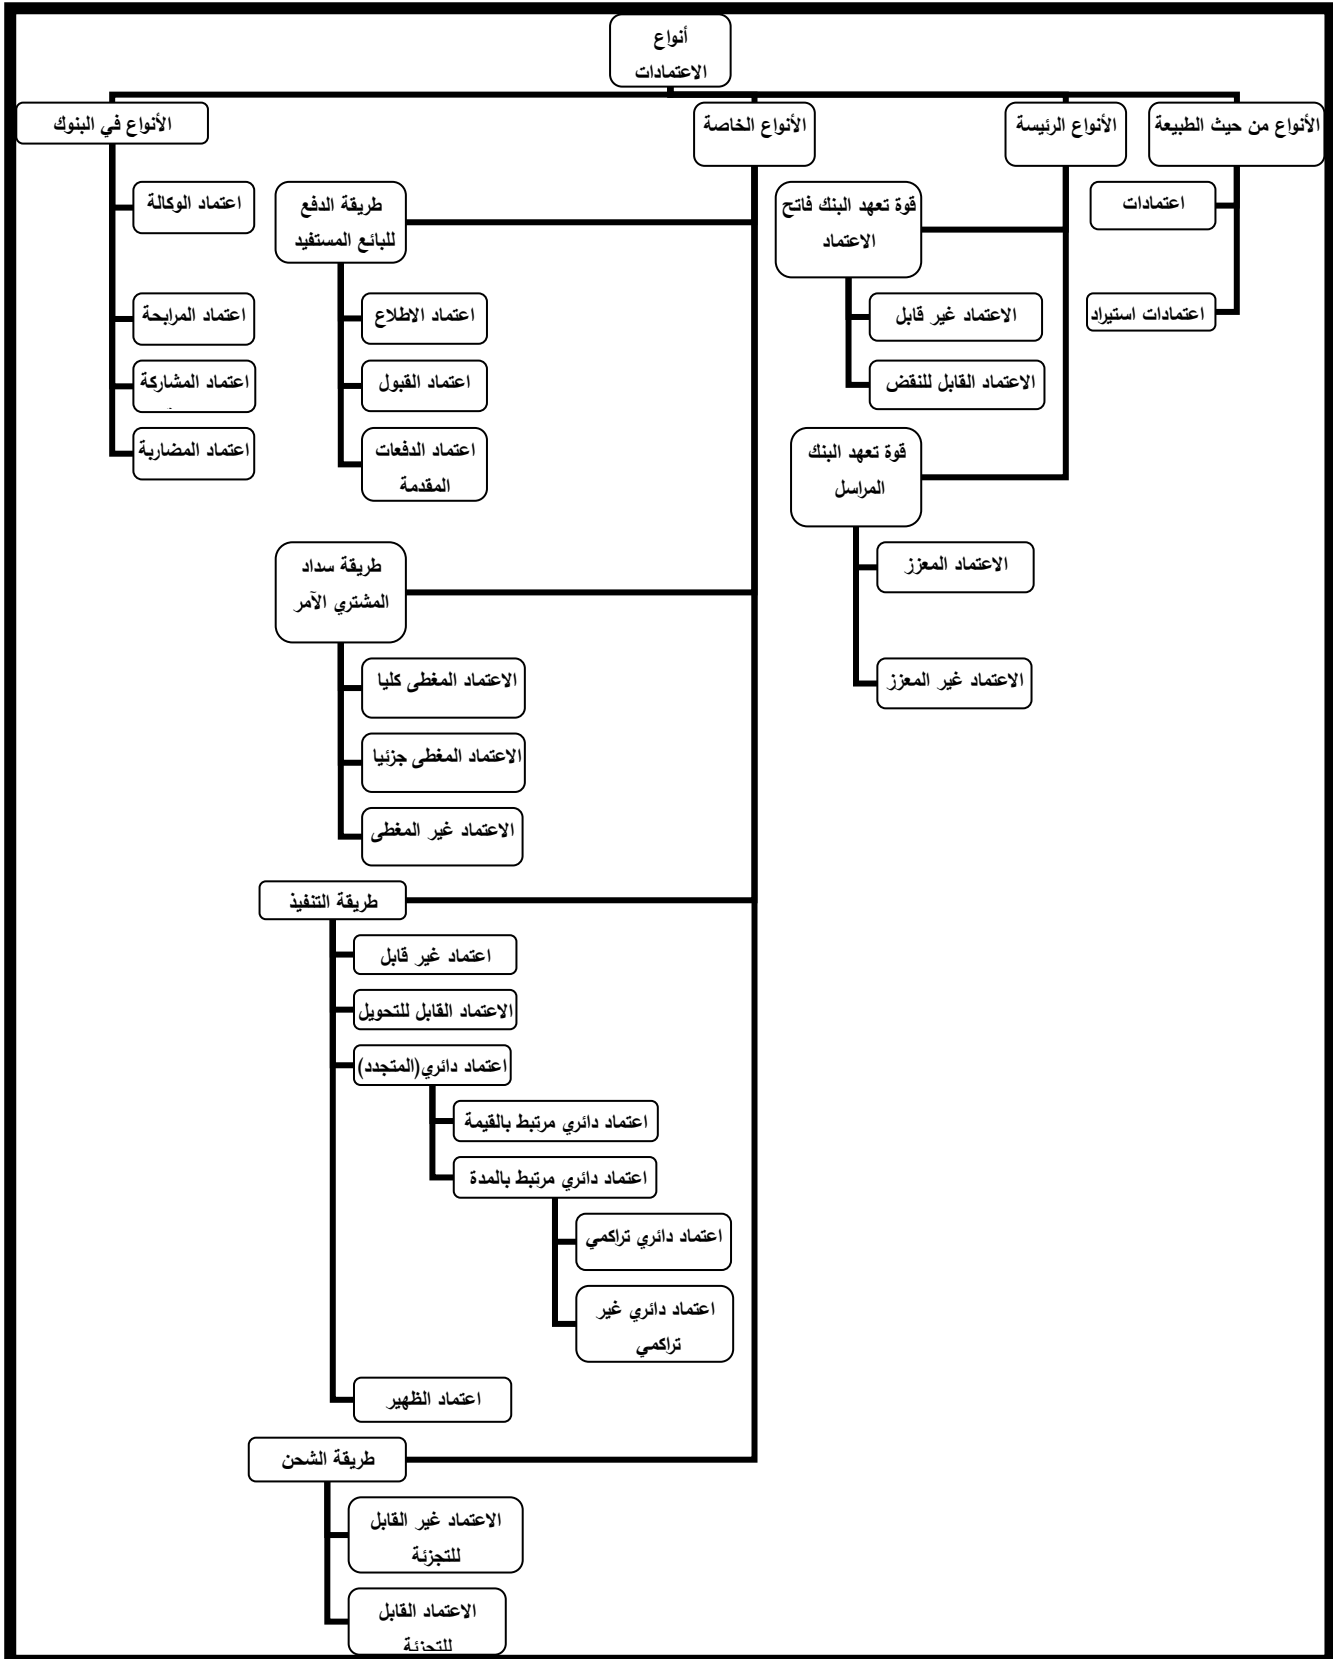 أنواع
الاعتمادات
الأنواع من حيث الطبيعة
اعتمادات
اعتمادات استيراد
الأنواع الرئيسة
قوة تعهد البنك فاتح
الاعتماد
الاعتماد غير قابل
الاعتماد القابل للنقض
قوة تعهد البنك
المراسل
الاعتماد المعزز
الاعتماد غير المعزز
الأنواع الخاصة
طريقة الدفع
للبائع المستفيد
اعتماد الاطلاع
اعتماد القبول
اعتماد الدفعات
المقدمة
طريقة سداد
المشتري الآمر
الاعتماد المغطى كليا
الاعتماد المغطى جزئيا
الاعتماد غير المغطى
طريقة التنفيذ
اعتماد غير قابل
الاعتماد القابل للتحويل
اعتماد دائري(المتجدد)
اعتماد دائري مرتبط بالقيمة
اعتماد دائري مرتبط بالمدة
اعتماد دائري تراكمي
اعتماد دائري غير
تراكمي
اعتماد الظهير
طريقة الشحن
الاعتماد غير القابل
للتجزئة
الاعتماد القابل
للتجزئة
الأنواع في البنوك
اعتماد الوكالة
اعتماد المرابحة
اعتماد المشاركة
اعتماد المضاربة